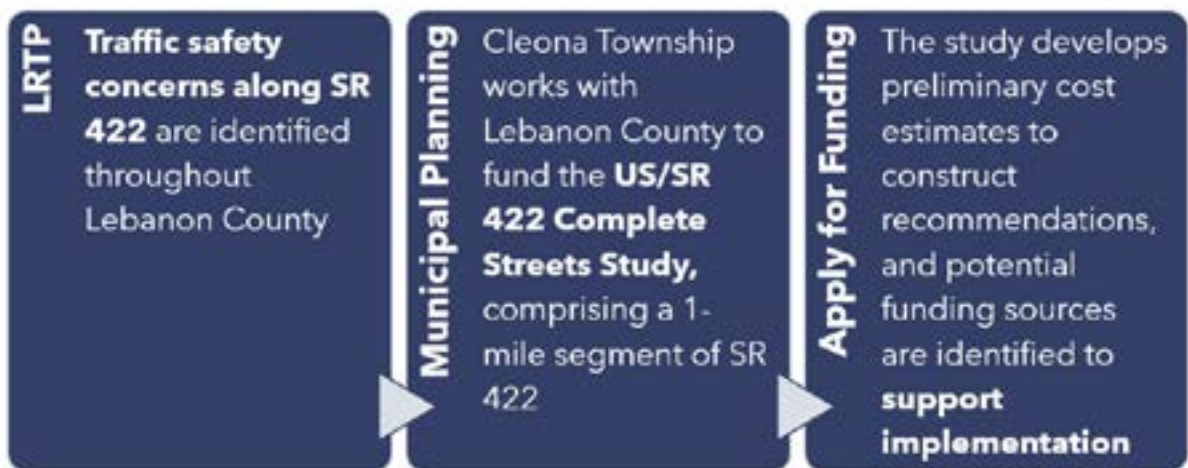 LRTP
Traffic safety
concerns along SR
422 are identified
throughout
Lebanon County
Municipal Planning
Cleona Township
works with
Lebanon County to
fund the US/SR
422 Complete
Streets Study,
comprising a 1-
mile segment of SR
422
Apply for Funding
The study develops
preliminary cost
estimates to
construct
recommendations,
and potential
funding sources
are identified to
support
implementation